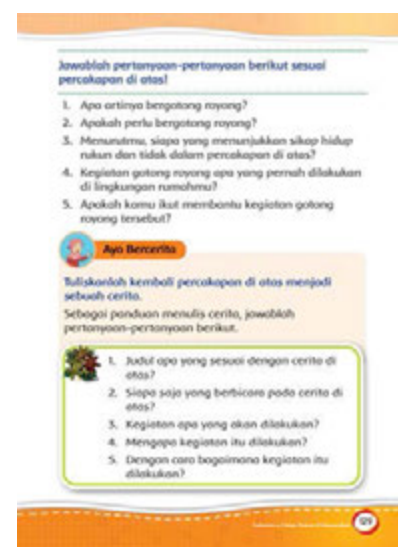 Jawablah pertanyaan-pertanyaan berikut sesuai
percakapan di atas!
1. Apa artinya bergotong royong?
2. Apakah perlu bergotong royong?
3. Menurutmu, siapa yang menunjukkan sikap hidup
rukun dan tidak dalam percakapan di atas?
4. Kegiatan gotong royong apa yang pernah dilakukan
di lingkungan rumahmu?
5. Apakah kamu ikut membantu kegiatan gotong
royong tersebut?
Ayo Bercerita
Tuliskanlah kembali percakapan di atas menjadi
sebuah cerita.
Sebagai panduan menulis cerita, jawablah
pertanyaan-pertanyaan berikut.
1. Judul apa yang sesuai dengan cerita di
atas?
2. Siapa saja yang berbicara pada cerita di
atas?
3. Kegiatan apa yang akan dilakukan?
4. Mengapa kegiatan itu dilakukan?
5. Dengan cara bagaimana kegiatan itu
dilakukan?